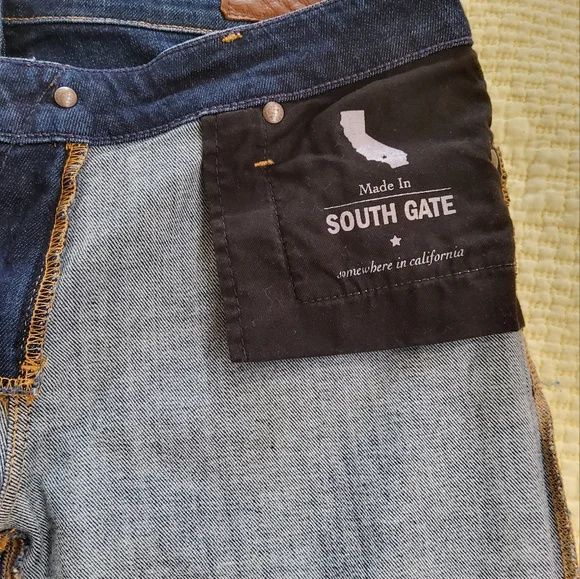 Made In
SOUTH GATE
somewhere in california